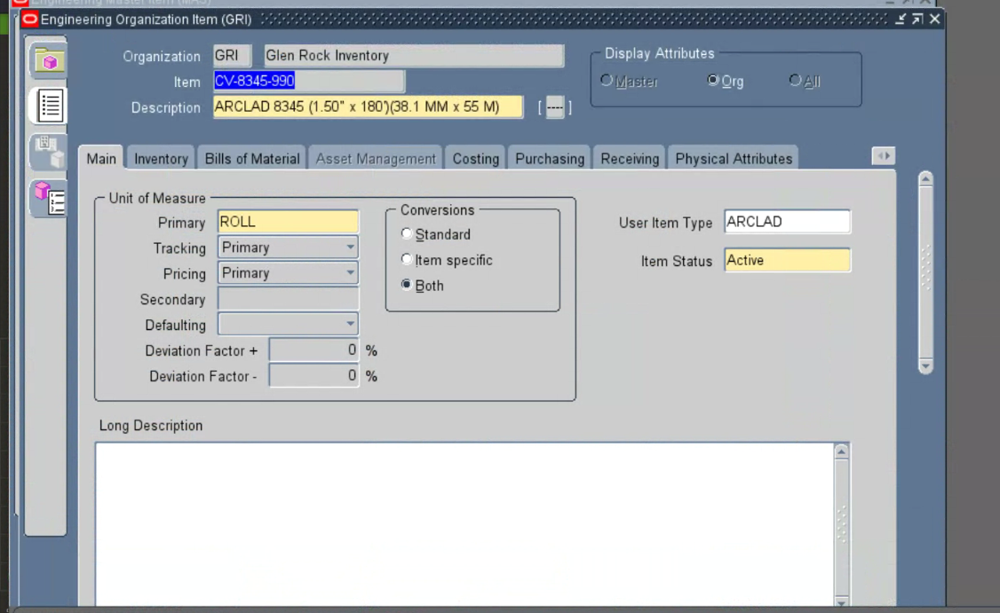 Engineering Master Item (MAS)
Engineering Organization Item (GRI)
Organization GRI Glen Rock Inventory
Display Attributes
Item CV-8345-990
Master Org All
Description ARCLAD 8345 (1.50" x 180')(38.1 MM x 55 M) [ ---- ]
Main Inventory Bills of Material Asset Management Costing Purchasing Receiving Physical Attributes
Unit of Measure
Conversions
Primary ROLL
User Item Type ARCLAD
Standard
Tracking Primary
Item specific
Item Status Active
Pricing Primary
Both
Secondary
Defaulting
Deviation Factor + 0 %
Deviation Factor - 0 %
Long Description